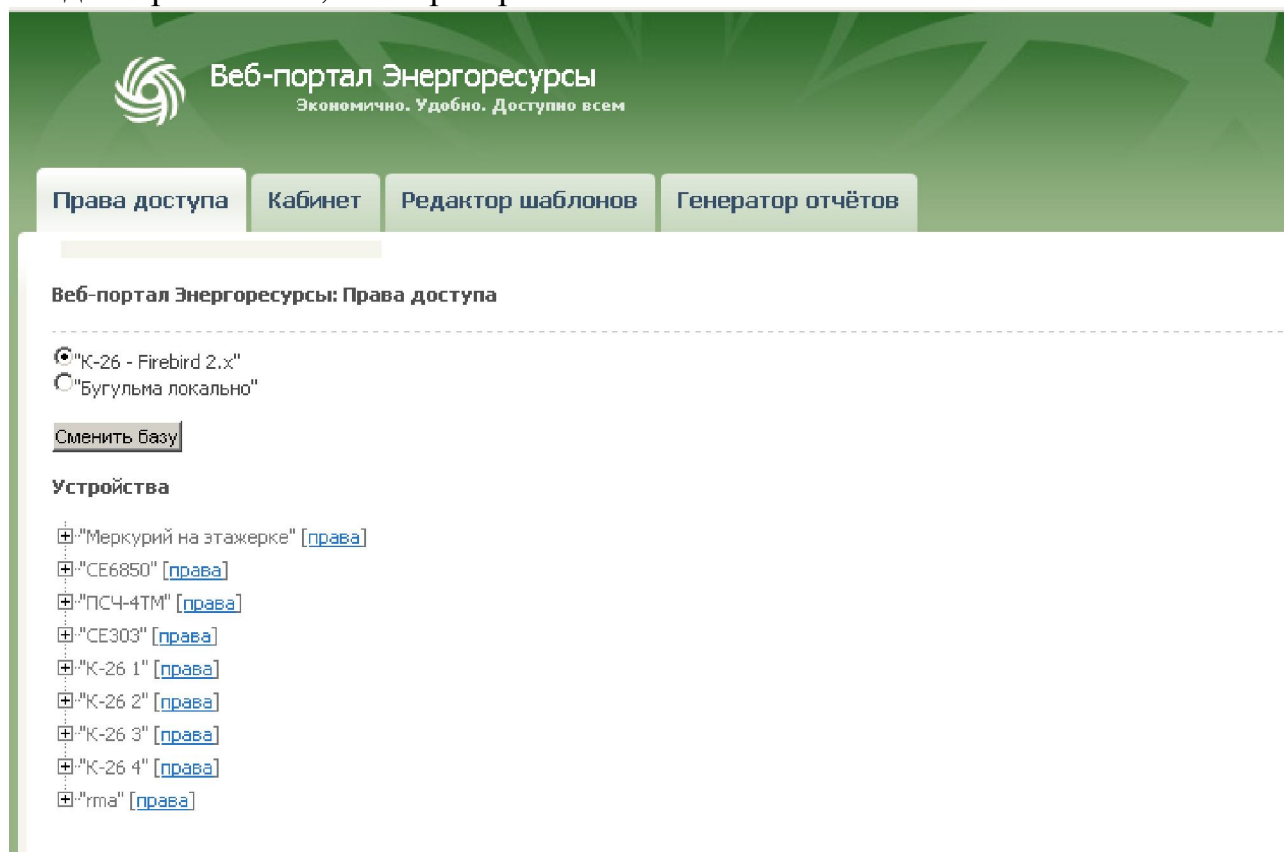 Веб-портал Энергоресурсы
Экономично. Удобно. Доступно всем
Права доступа Кабинет Редактор шаблонов Генератор отчётов
Веб-портал Энергоресурсы: Права доступа
"К-26 - Firebird 2.x"
"Бугульма локально"
Сменить базу
Устройства
"Меркурий на этажерке" [права]
"СЕ6850" [права]
"ПСЧ-4ТМ" [права]
"СЕ303" [права]
"К-26 1" [права]
"К-26 2" [права]
"К-26 3" [права]
"К-26 4" [права]
"rma" [права]